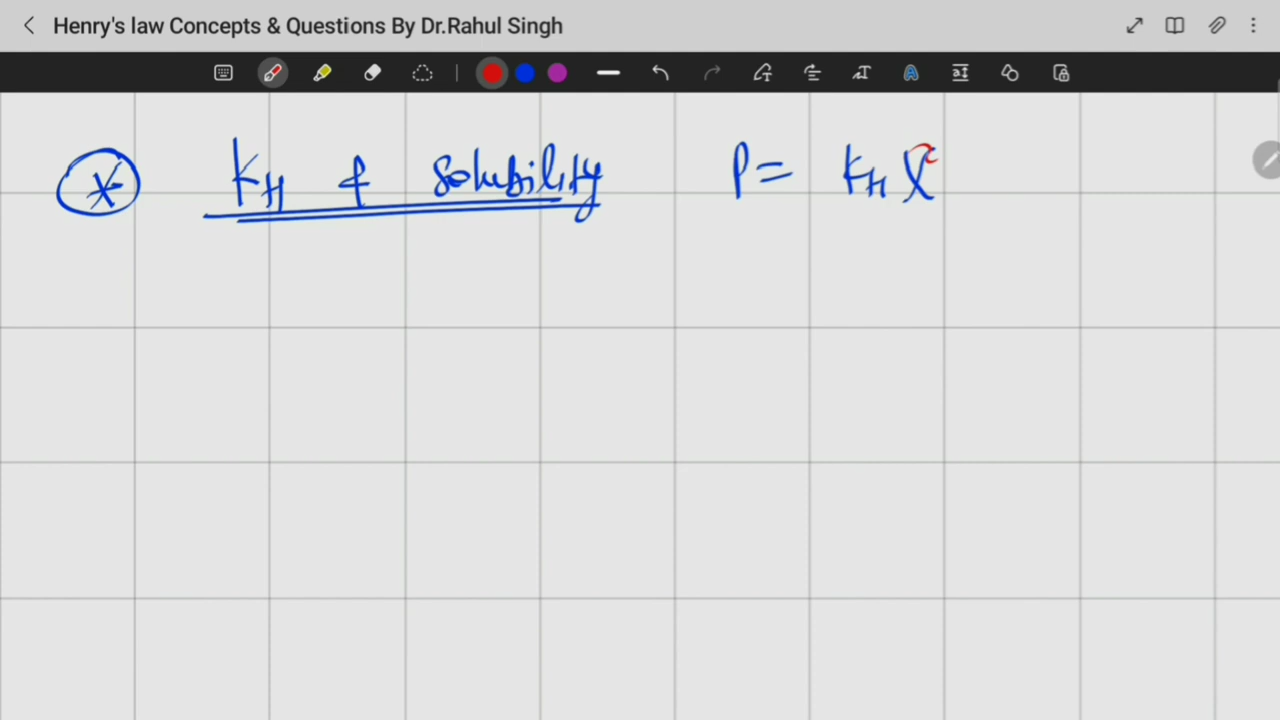 Henry's law Concepts & Questions By Dr.Rahul Singh
* KH & solubility P = KH X